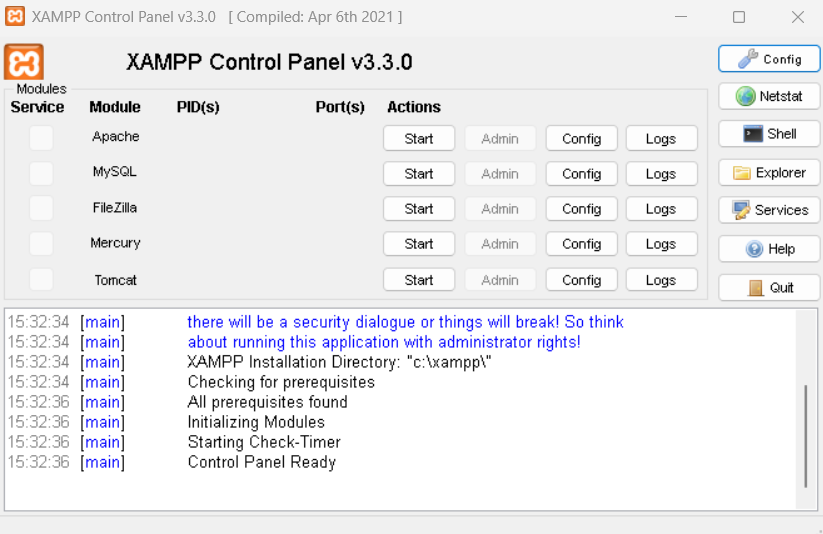 XAMPP Control Panel v3.3.0 [ Compiled: Apr 6th 2021 ]
XAMPP Control Panel v3.3.0
Config
Modules
Service Module PID(s) Port(s) Actions
Netstat
Apache Start Admin Config Logs
Shell
MySQL Start Admin Config Logs
Explorer
FileZilla Start Admin Config Logs
Services
Mercury Start Admin Config Logs
Help
Tomcat Start Admin Config Logs
Quit
15:32:34 [main] there will be a security dialogue or things will break! So think
15:32:34 [main] about running this application with administrator rights!
15:32:34 [main] XAMPP Installation Directory: "c:\xampp\"
15:32:34 [main] Checking for prerequisites
15:32:36 [main] All prerequisites found
15:32:36 [main] Initializing Modules
15:32:36 [main] Starting Check-Timer
15:32:36 [main] Control Panel Ready